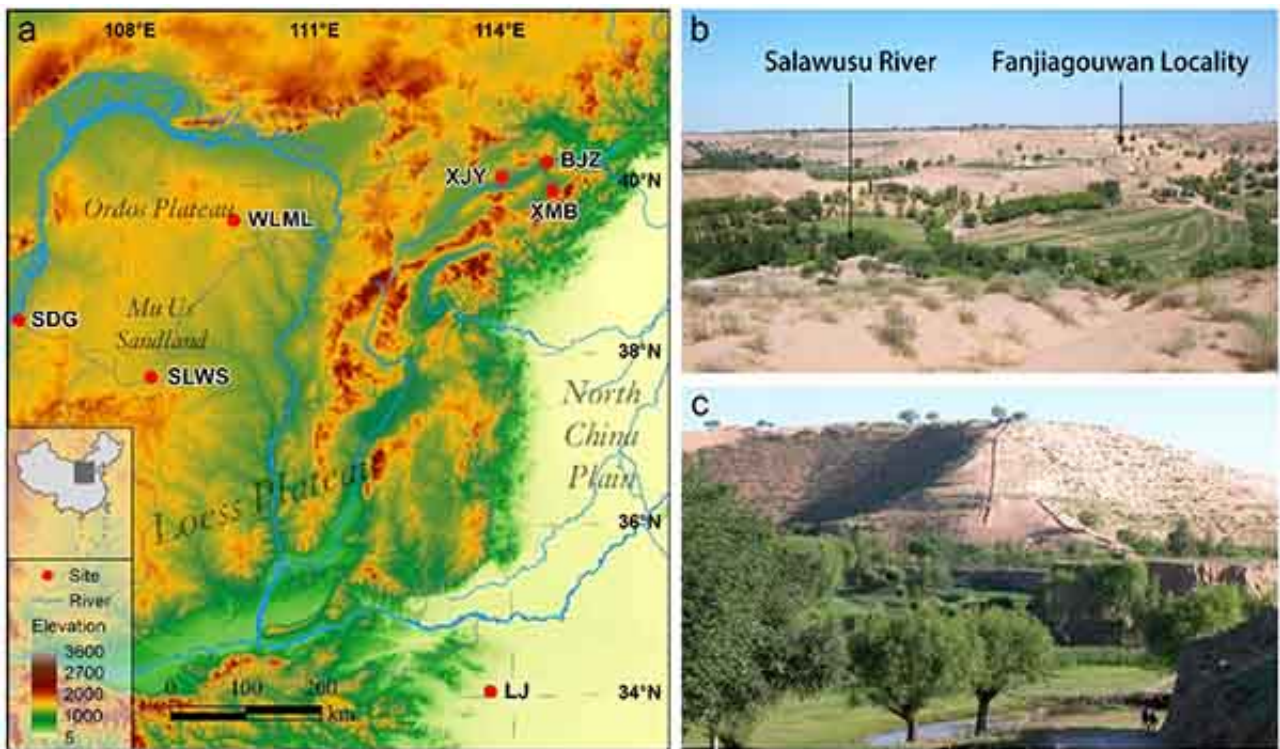 a
108°E
111°E
114°E
BJZ
XJY
40°N
XMB
Ordos Plateau
WLML
SDG
Mu Us
Sandland
38°N
SLWS
North
China
Plain
Loess Plateau
36°N
Site
River
Elevation
3600
2700
2000
1000
5
0 100 200
km
LJ
34°N
b
Salawusu River
Fanjiagouwan Locality
c